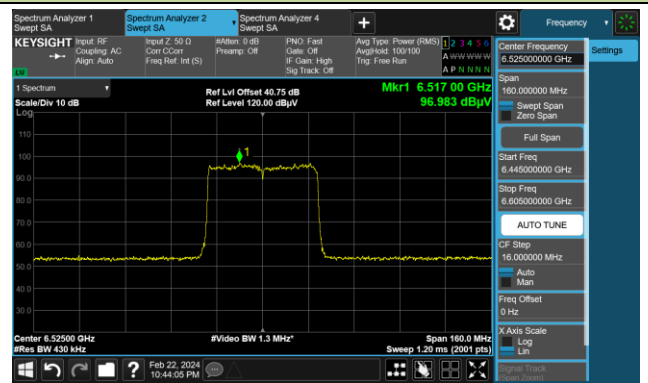 Spectrum Analyzer 1
Swept SA
Spectrum Analyzer 2
Swept SA
Spectrum Analyzer 4
Swept SA
+
Frequency
KEYSIGHT
Input: RF
Coupling: AC
Align: Auto
Input Z: 50 Ω
Corr CCorr
Freq Ref: Int (S)
#Atten: 0 dB
Preamp: Off
PNO: Fast
Gate: Off
IF Gain: High
Sig Track: Off
Avg Type: Power (RMS)
Avg|Hold: 100/100
Trig: Free Run
1 2 3 4 5 6
A W W W W W
A P N N N N
1 Spectrum
Scale/Div 10 dB
Ref Lvl Offset 40.75 dB
Ref Level 120.00 dBµV
Mkr1 6.517 00 GHz
96.983 dBµV
Log
110
100
90.0
80.0
70.0
60.0
50.0
40.0
30.0
1
Center 6.52500 GHz
#Res BW 430 kHz
#Video BW 1.3 MHz*
Span 160.0 MHz
Sweep 1.20 ms (2001 pts)
Center Frequency
6.525000000 GHz
Settings
Span
160.000000 MHz
Swept Span
Zero Span
Full Span
Start Freq
6.445000000 GHz
Stop Freq
6.605000000 GHz
AUTO TUNE
CF Step
16.000000 MHz
Auto
Man
Freq Offset
0 Hz
X Axis Scale
Log
Lin
Signal Track
(Span Zoom)
?
Feb 22, 2024
10:44:05 PM